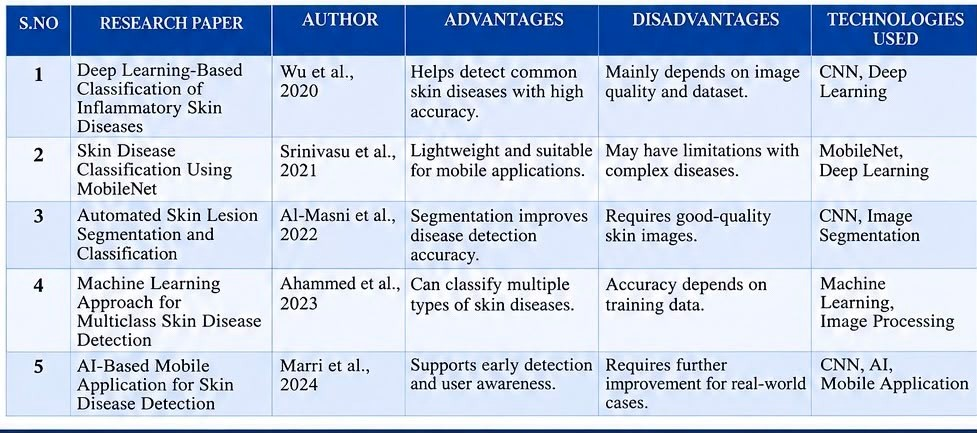 S.NO RESEARCH PAPER AUTHOR ADVANTAGES DISADVANTAGES TECHNOLOGIES
USED
1 Deep Learning-Based Wu et al., Helps detect common Mainly depends on image CNN, Deep
Classification of 2020 skin diseases with high quality and dataset. Learning
Inflammatory Skin accuracy.
Diseases
2 Skin Disease Srinivasu et al., Lightweight and suitable May have limitations with MobileNet,
Classification Using 2021 for mobile applications. complex diseases. Deep Learning
MobileNet
3 Automated Skin Lesion Al-Masni et al., Segmentation improves Requires good-quality CNN, Image
Segmentation and 2022 disease detection skin images. Segmentation
Classification accuracy.
4 Machine Learning Ahammed et al., Can classify multiple Accuracy depends on Machine
Approach for 2023 types of skin diseases. training data. Learning,
Multiclass Skin Disease Image Processing
Detection
5 AI-Based Mobile Marri et al., Supports early detection Requires further CNN, AI,
Application for Skin 2024 and user awareness. improvement for real-world Mobile Application
Disease Detection cases.